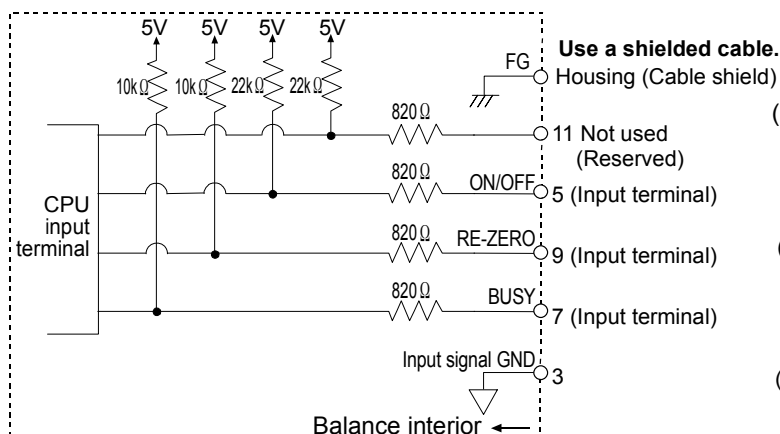 5V 5V 5V 5V
10kΩ 10kΩ 22kΩ 22kΩ
Use a shielded cable.
FG
Housing (Cable shield)
820Ω
11 Not used
(Reserved)
820Ω
ON/OFF
5 (Input terminal)
CPU
input
terminal
820Ω
RE-ZERO
9 (Input terminal)
820Ω
BUSY
7 (Input terminal)
Input signal GND
3
Balance interior
(
(
(